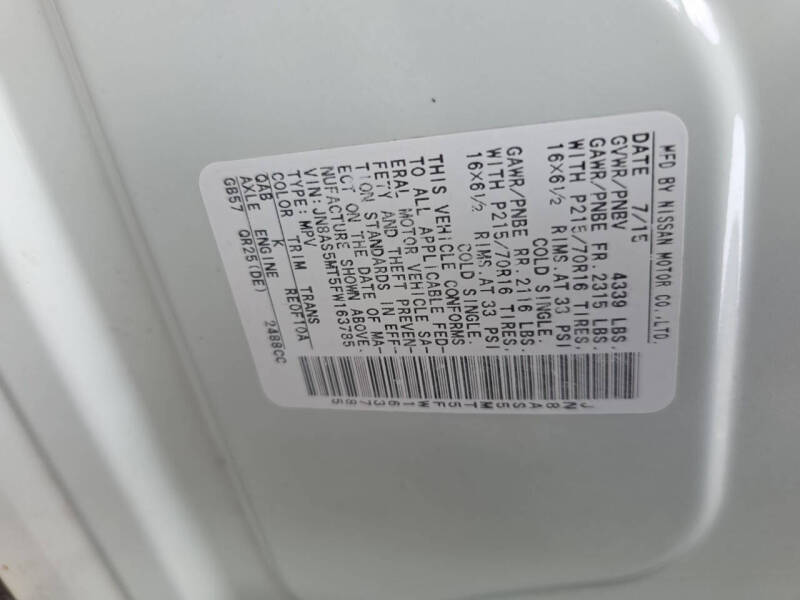 MFD BY NISSAN MOTOR CO.,LTD.
DATE 7/15
GVWR/PNBV 4339 LBS.
GAWR/PNBE FR. 2315 LBS.
WITH P215/70R16 TIRES,
16X6½ RIMS.AT 33 PSI
COLD SINGLE.
GAWR/PNBE RR. 2116 LBS.
WITH P215/70R16 TIRES,
16X6½ RIMS.AT 33 PSI
COLD SINGLE.
THIS VEHICLE CONFORMS
TO ALL APPLICABLE FED-
ERAL MOTOR VEHICLE SA-
FETY AND THEFT PREVEN-
TION STANDARDS IN EFF-
ECT ON THE DATE OF MA-
NUFACTURE SHOWN ABOVE.
VIN: JN8AS5MT5FW163785
TYPE: MPV
COLOR TRIM TRANS
QAB K RE0F10A
AXLE ENGINE
GB57 QR25(DE) 2488CC
JN8AS5MT5FW163785